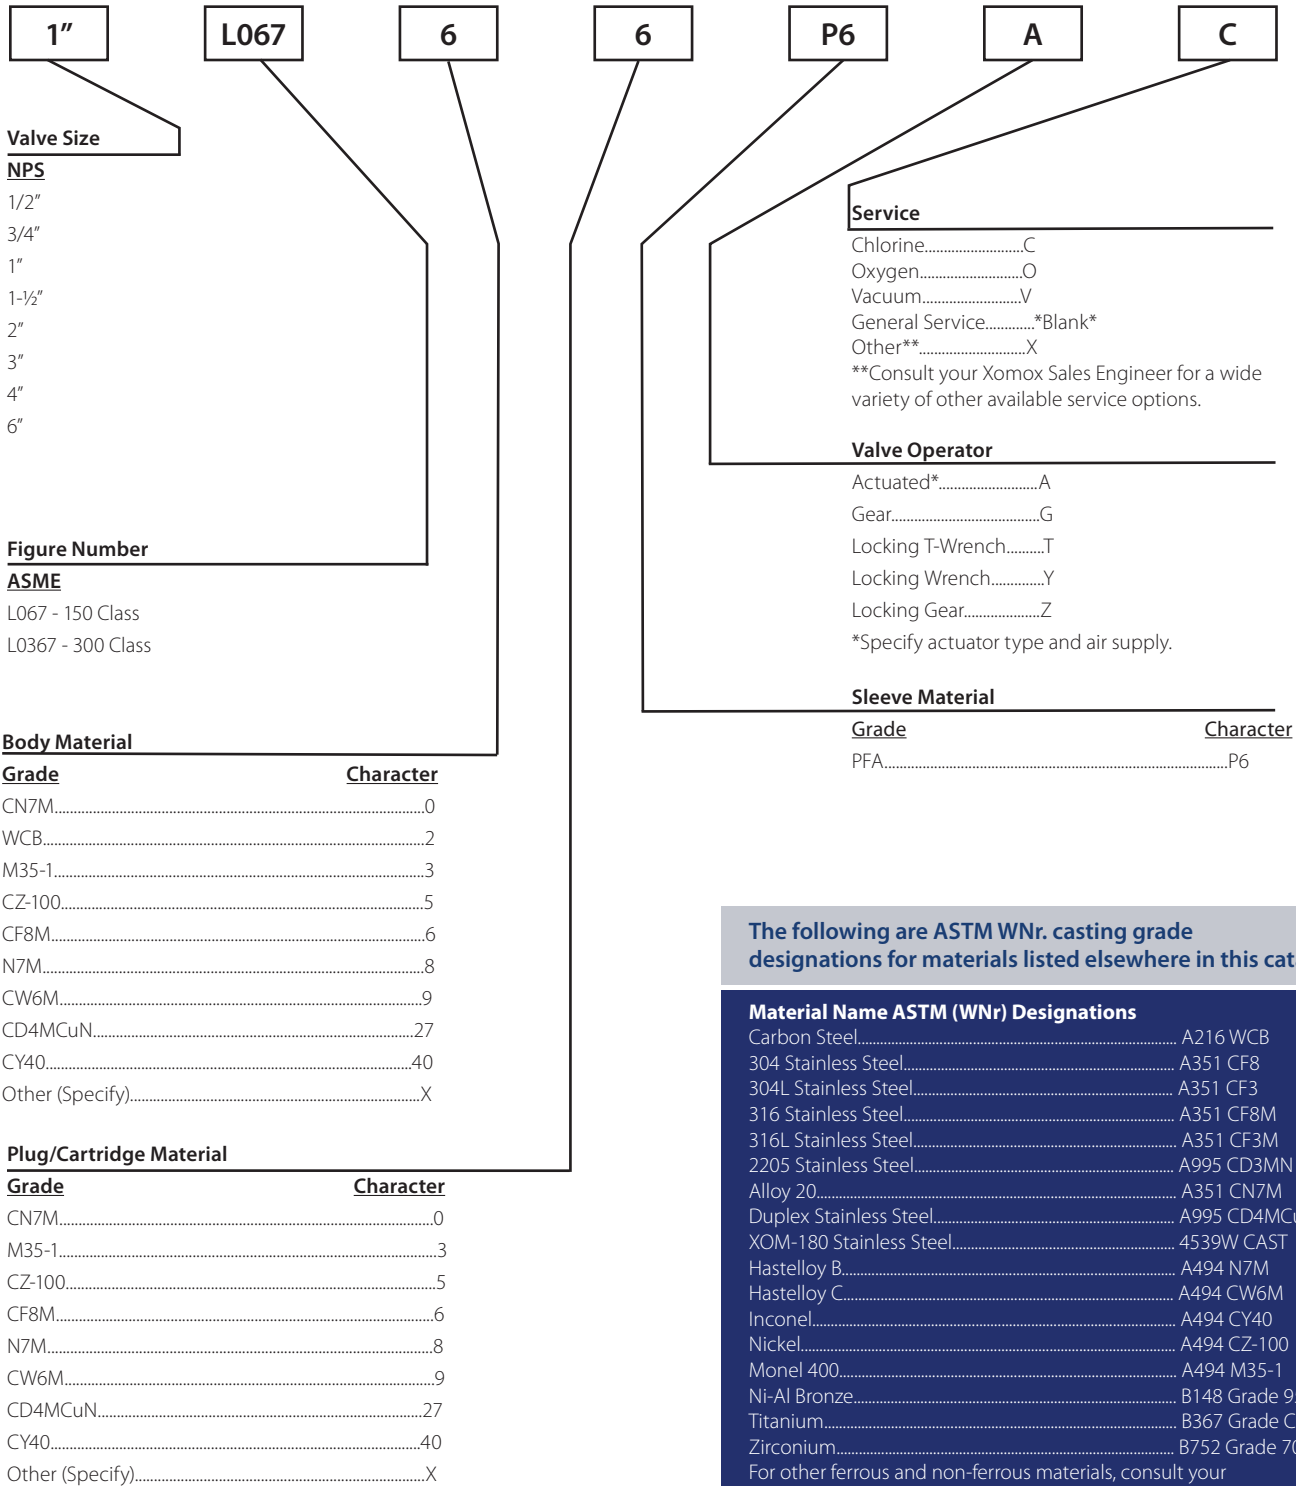 1” L067 6 6 P6 A C
Valve Size
NPS
1/2”
3/4”
1”
1-½”
2”
3”
4”
6”
Figure Number
ASME
L067 - 150 Class
L0367 - 300 Class
Body Material
Grade Character
CN7M 0
WCB 2
M35-1 3
CZ-100 5
CF8M 6
N7M 8
CW6M 9
CD4MCuN 27
CY40 40
Other (Specify) X
Plug/Cartridge Material
Grade Character
CN7M 0
M35-1 3
CZ-100 5
CF8M 6
N7M 8
CW6M 9
CD4MCuN 27
CY40 40
Other (Specify) X
Service
Chlorine C
Oxygen O
Vacuum V
General Service *Blank*
Other** X
**Consult your Xomox Sales Engineer for a wide
variety of other available service options.
Valve Operator
Actuated* A
Gear G
Locking T-Wrench T
Locking Wrench Y
Locking Gear Z
*Specify actuator type and air supply.
Sleeve Material
Grade Character
PFA P6
The following are ASTM WNr. casting grade
designations for materials listed elsewhere in this
Material Name ASTM (WNr) Designations
Carbon Steel A216 WCB
304 Stainless Steel A351 CF8
304L Stainless Steel A351 CF3
316 Stainless Steel A351 CF8M
316L Stainless Steel A351 CF3M
2205 Stainless Steel A995 CD3MN
Alloy 20 A351 CN7M
Duplex Stainless Steel A995
XOM-180 Stainless Steel 4539W CAST
Hastelloy B A494 N7M
Hastelloy C A494 CW6M
Inconel A494 CY40
Nickel A494 CZ-100
Monel 400 A494 M35-1
Ni-Al Bronze B148 Grade
Titanium B367 Grade
Zirconium B752 Grade
For other ferrous and non-ferrous materials, consult your